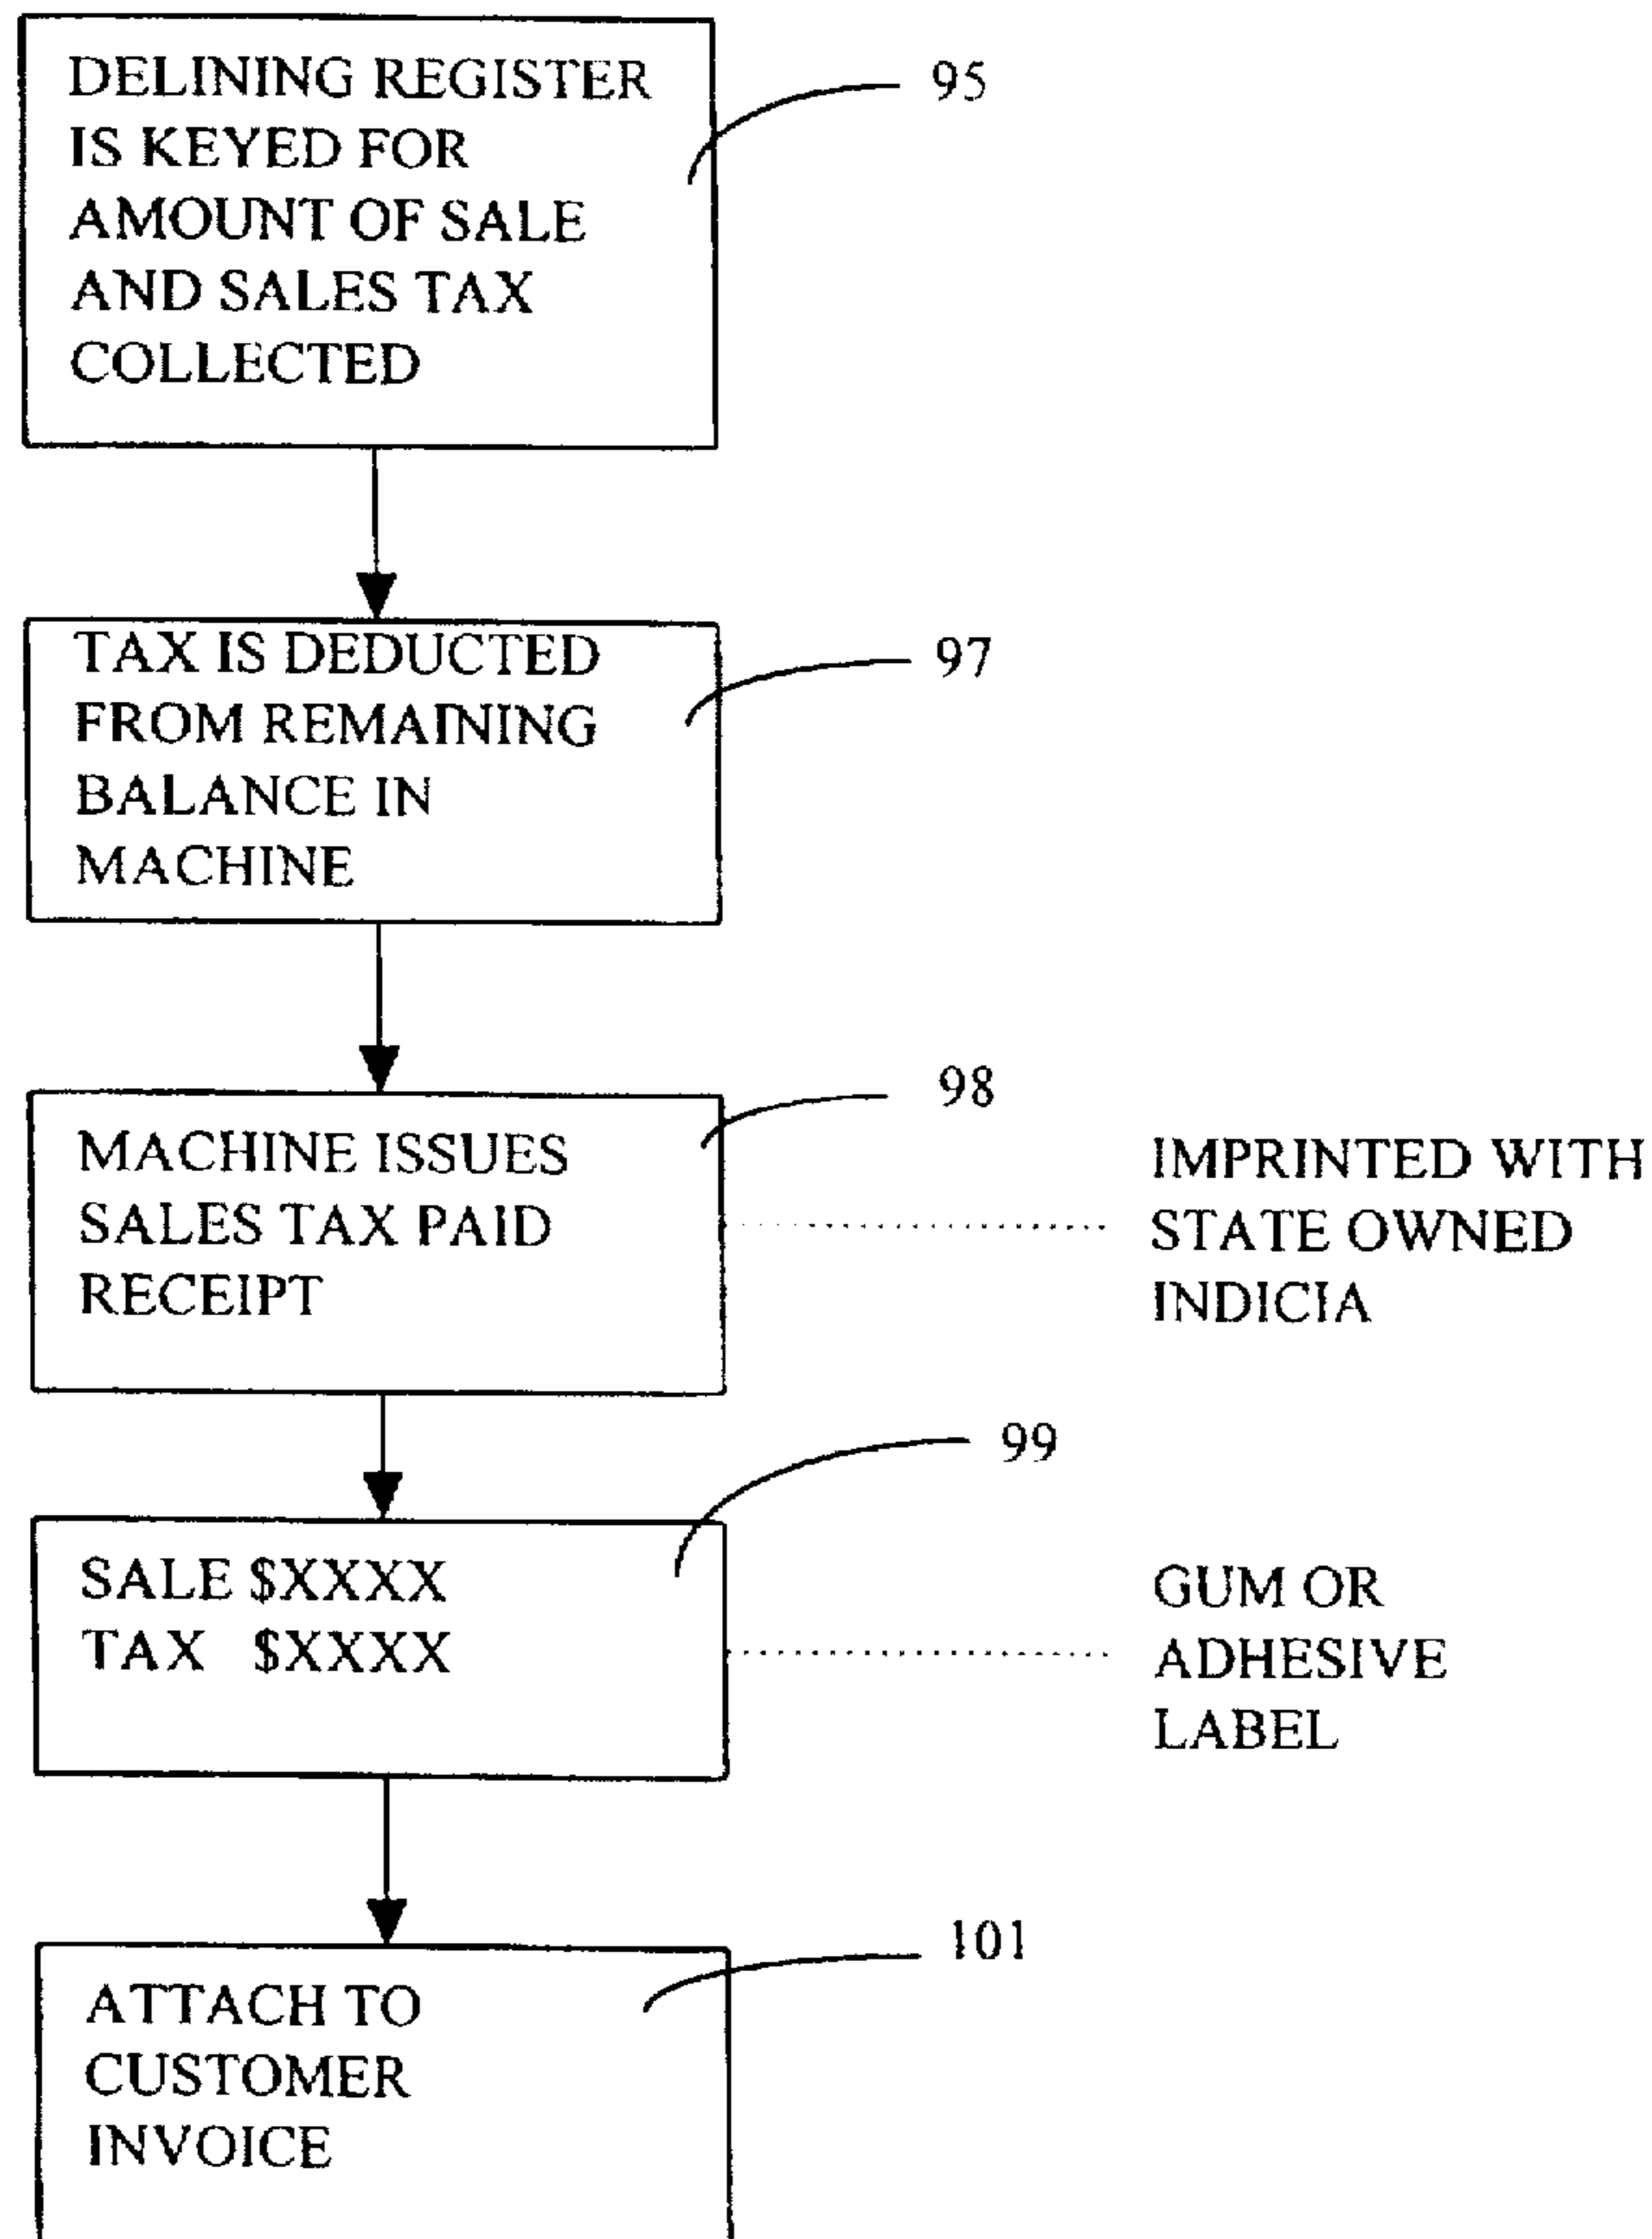 DELINING REGISTER
IS KEYED FOR
AMOUNT OF SALE
AND SALES TAX
COLLECTED
95
TAX IS DEDUCTED
FROM REMAINING
BALANCE IN
MACHINE
97
MACHINE ISSUES
SALES TAX PAID
RECEIPT
98
IMPRINTED WITH
STATE OWNED
INDICIA
SALE $XXXX
TAX $XXXX
99
GUM OR
ADHESIVE
LABEL
ATTACH TO
CUSTOMER
INVOICE
101